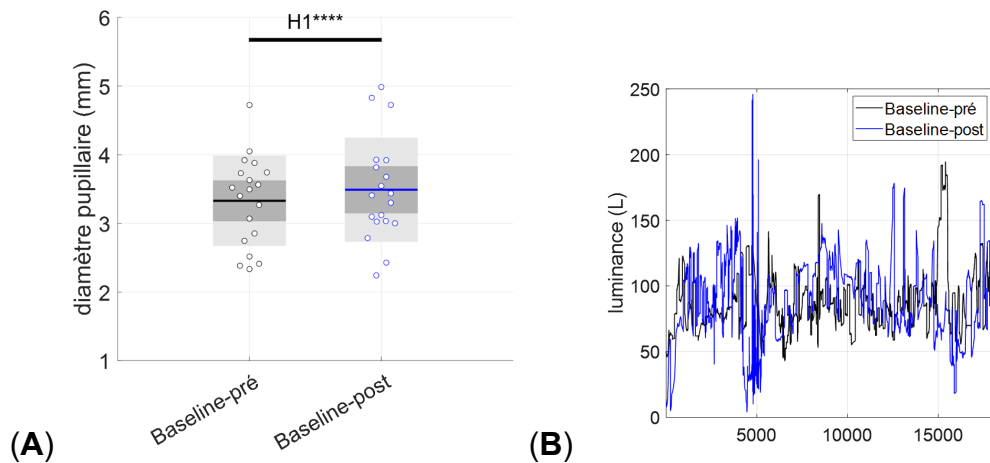 H1****
6
5
4
3
2
1
diamètre pupillaire (mm)
Baseline-pré
Baseline-post
(A)
250
200
150
100
50
0
luminance (L)
Baseline-pré
Baseline-post
5000 10000 15000
(B)